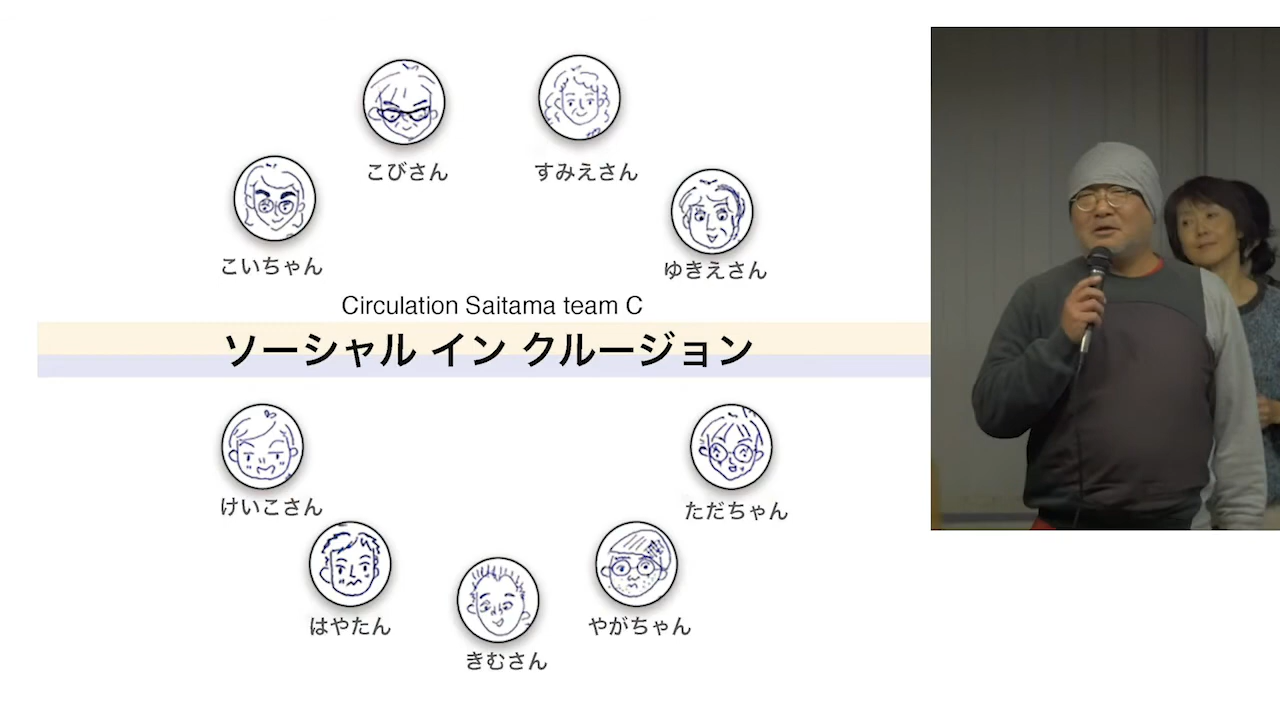 こびさん
すみえさん
こいちゃん
ゆきえさん
Circulation Saitama team C
ソーシャル イン クルージョン
けいこさん
ただちゃん
はやたん
やがちゃん
きむさん